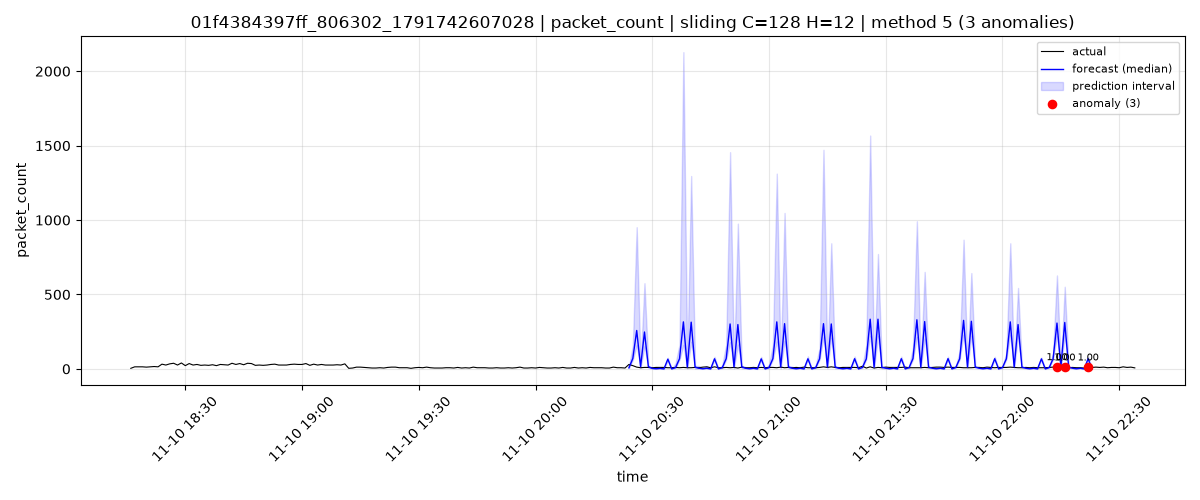 01f4384397ff_806302_1791742607028 | packet_count | sliding C=128 H=12 | method 5 (3 anomalies)
actual
forecast (median)
prediction interval
anomaly (3)
packet_count
2000
1500
1000
500
0
1.00
11-10 18:30
11-10 19:00
11-10 19:30
11-10 20:00
11-10 20:30
11-10 21:00
11-10 21:30
11-10 22:00
11-10 22:30
time